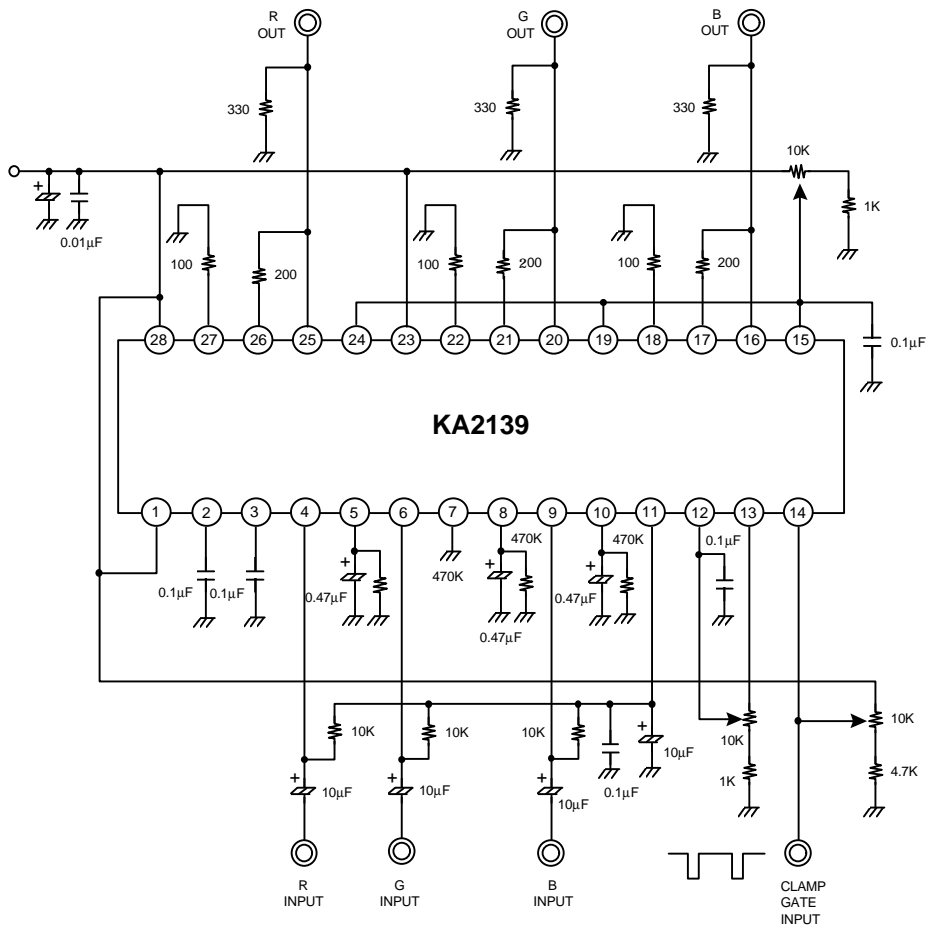 R
OUT
G
OUT
B
OUT
330
330
330
10K
1K
+
0.01µF
100
200
100
200
100
200
28
27
26
25
24
23
22
21
20
19
18
17
16
15
0.1µF
KA2139
1
2
3
4
5
6
7
8
9
10
11
12
13
14
470K
470K
0.1µF
+
+
+
0.1µF
0.1µF
0.47µF
470K
0.47µF
0.47µF
10K
10K
10K
10K
10K
+
10µF
4.7K
+
10µF
+
10µF
+
10µF
0.1µF
1K
R
INPUT
G
INPUT
B
INPUT
CLAMP
GATE
INPUT